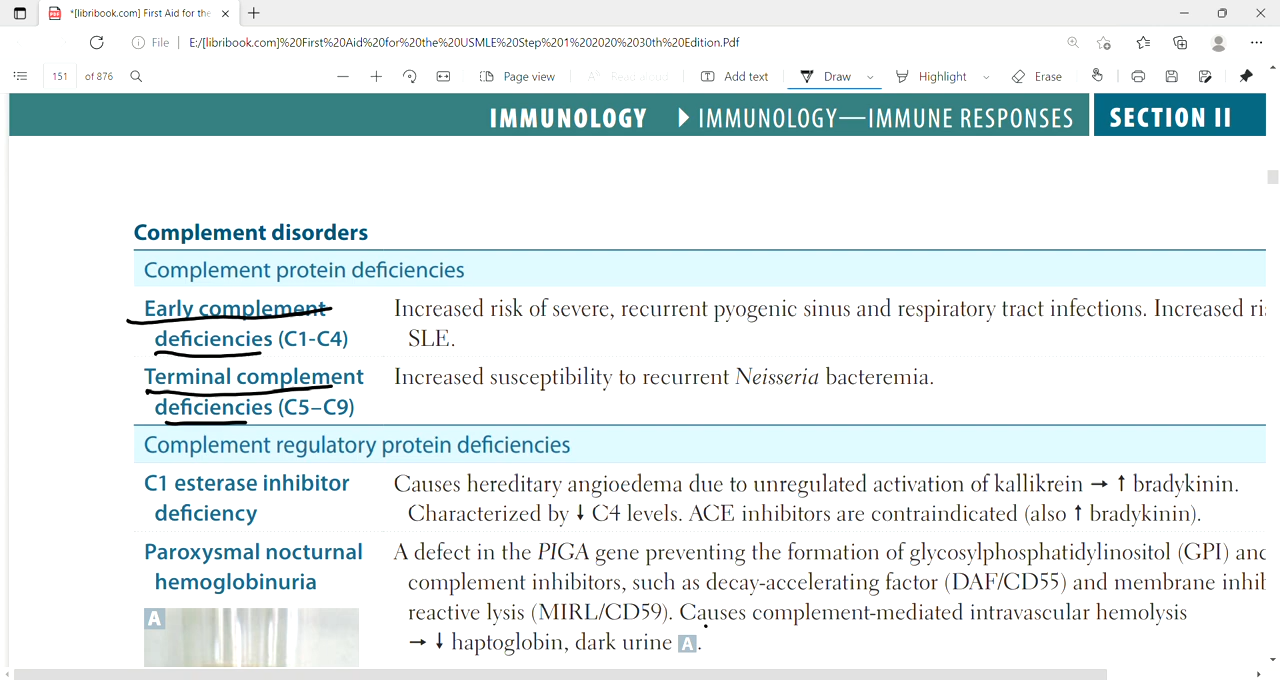 *[libribook.com] First Aid for the
File | E:/[libribook.com]%20First%20Aid%20for%20the%20USMLE%20Step%201%202020%2030th%20Edition.Pdf
151 of 876 Page view Read aloud Add text Draw Highlight Erase
IMMUNOLOGY ▶ IMMUNOLOGY—IMMUNE RESPONSES SECTION II
Complement disorders
Complement protein deficiencies
Early complement Increased risk of severe, recurrent pyogenic sinus and respiratory tract infections. Increased ri
deficiencies (C1-C4) SLE.
Terminal complement Increased susceptibility to recurrent Neisseria bacteremia.
deficiencies (C5–C9)
Complement regulatory protein deficiencies
C1 esterase inhibitor Causes hereditary angioedema due to unregulated activation of kallikrein → ↑ bradykinin.
deficiency Characterized by ↓ C4 levels. ACE inhibitors are contraindicated (also ↑ bradykinin).
Paroxysmal nocturnal A defect in the PIGA gene preventing the formation of glycosylphosphatidylinositol (GPI) anc
hemoglobinuria complement inhibitors, such as decay-accelerating factor (DAF/CD55) and membrane inhib
reactive lysis (MIRL/CD59). Causes complement-mediated intravascular hemolysis
A → ↓ haptoglobin, dark urine A.